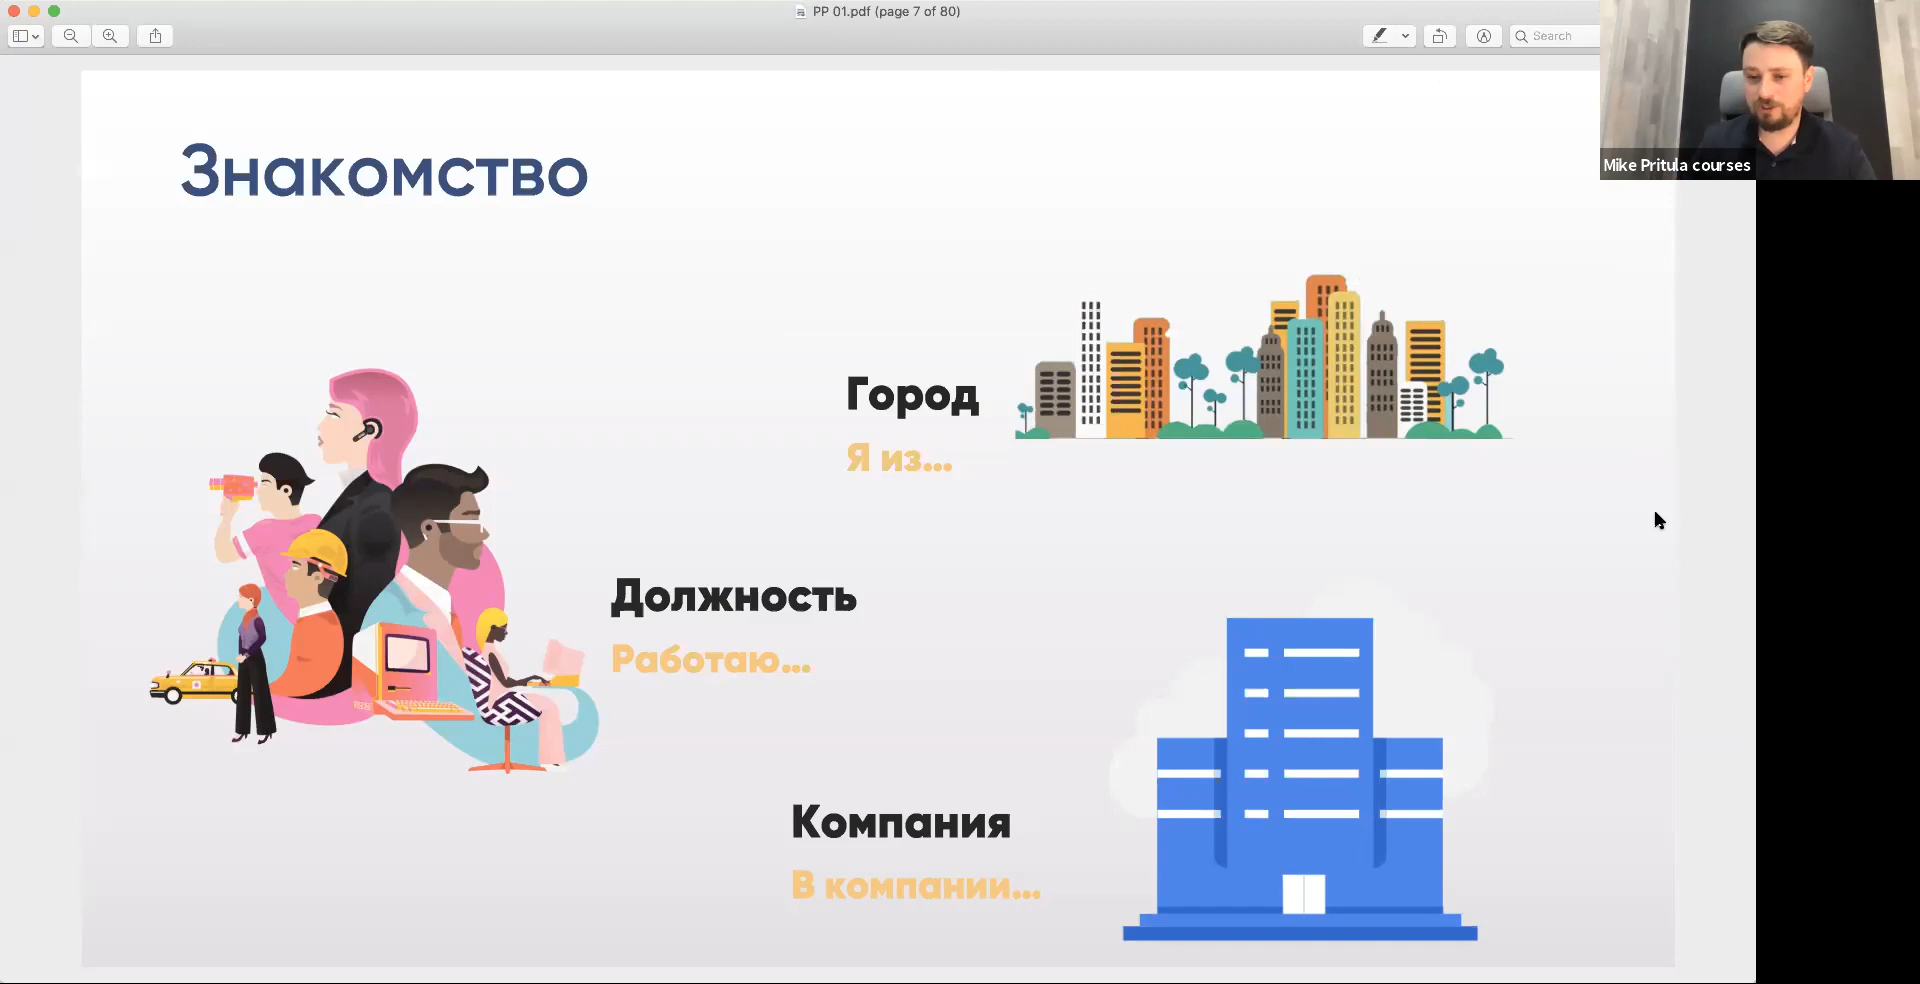 PP 01.pdf (page 7 of 80)
Search
Mike Pritula courses
Знакомство
Город
Я из...
Должность
Работаю...
Компания
В компании...